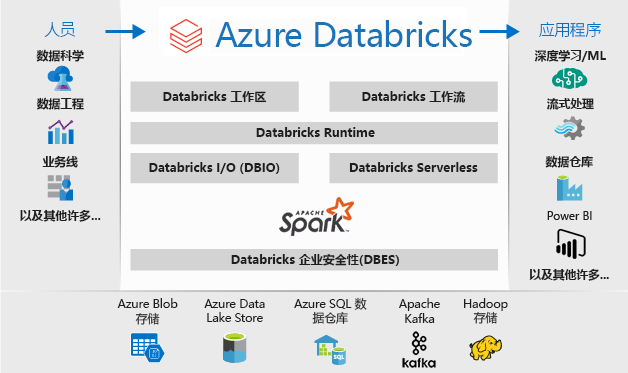 人员
Azure Databricks
应用程序
数据科学
数据工程
业务线
以及其他许多...
Databricks 工作区
Databricks 工作流
Databricks Runtime
Databricks I/O (DBIO)
Databricks Serverless
APACHE
Spark™
Databricks 企业安全性(DBES)
深度学习/ML
流式处理
数据仓库
Power BI
以及其他许多...
Azure Blob
存储
Azure Data
Lake Store
Azure SQL 数
据仓库
SQL
Apache
Kafka
kafka
Hadoop
存储